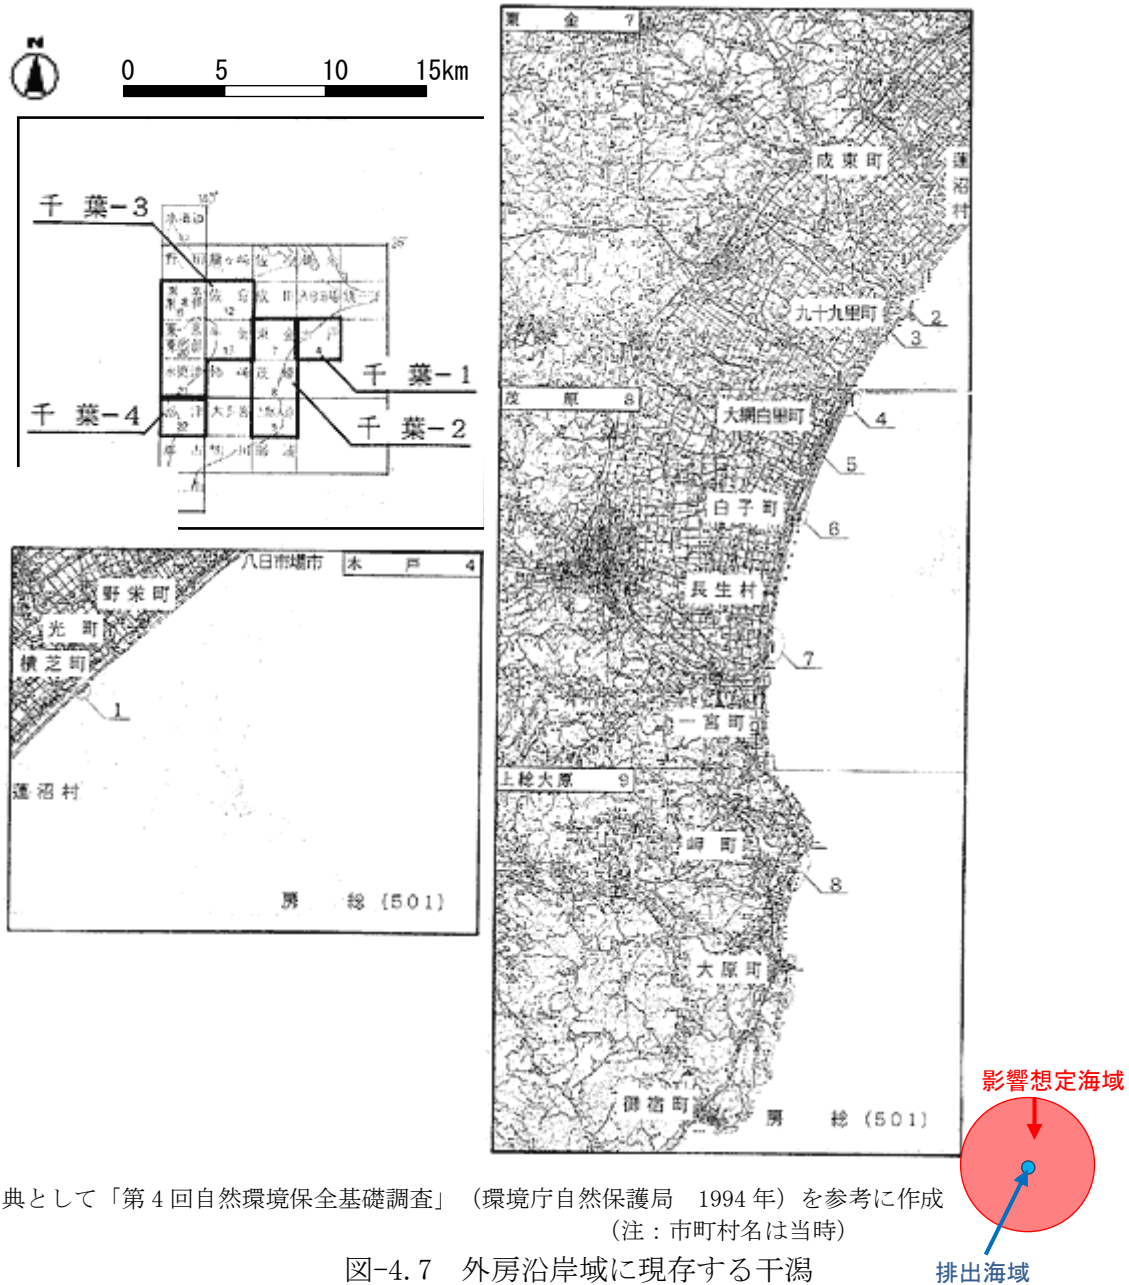 N
0 5 10 15km
千 葉-3
千 葉-1
千 葉-4
千 葉-2
八日市場市
木 戸 4
野栄町
光 町
横芝町
1
蓮沼村
房 総 (501)
東 金 7
成東町
蓮沼村
九十九里町
2
3
茂 原 8
大網白里町
4
5
白子町
6
長生村
7
一宮町
上総大原 9
岬町
8
大原町
御宿町
房 総 (501)
影響想定海域
排出海域
典として「第4回自然環境保全基礎調査」（環境庁自然保護局 1994年）を参考に作成
（注：市町村名は当時）
図-4.7 外房沿岸域に現存する干潟